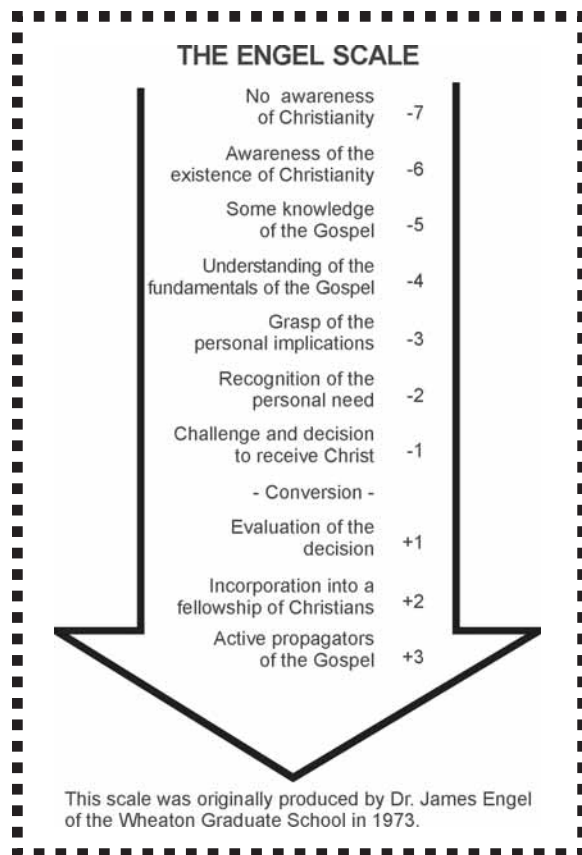 THE ENGEL SCALE
No awareness
of Christianity -7
Awareness of the
existence of Christianity -6
Some knowledge
of the Gospel -5
Understanding of the
fundamentals of the Gospel -4
Grasp of the
personal implications -3
Recognition of the
personal need -2
Challenge and decision
to receive Christ -1
- Conversion -
Evaluation of the
decision +1
Incorporation into a
fellowship of Christians +2
Active propagators
of the Gospel +3
This scale was originally produced by Dr. James Engel
of the Wheaton Graduate School in 1973.